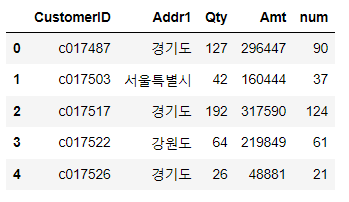 CustomerID Addr1 Qty Amt num
0 c017487 경기도 127 296447 90
1 c017503 서울특별시 42 160444 37
2 c017517 경기도 192 317590 124
3 c017522 강원도 64 219849 61
4 c017526 경기도 26 48881 21